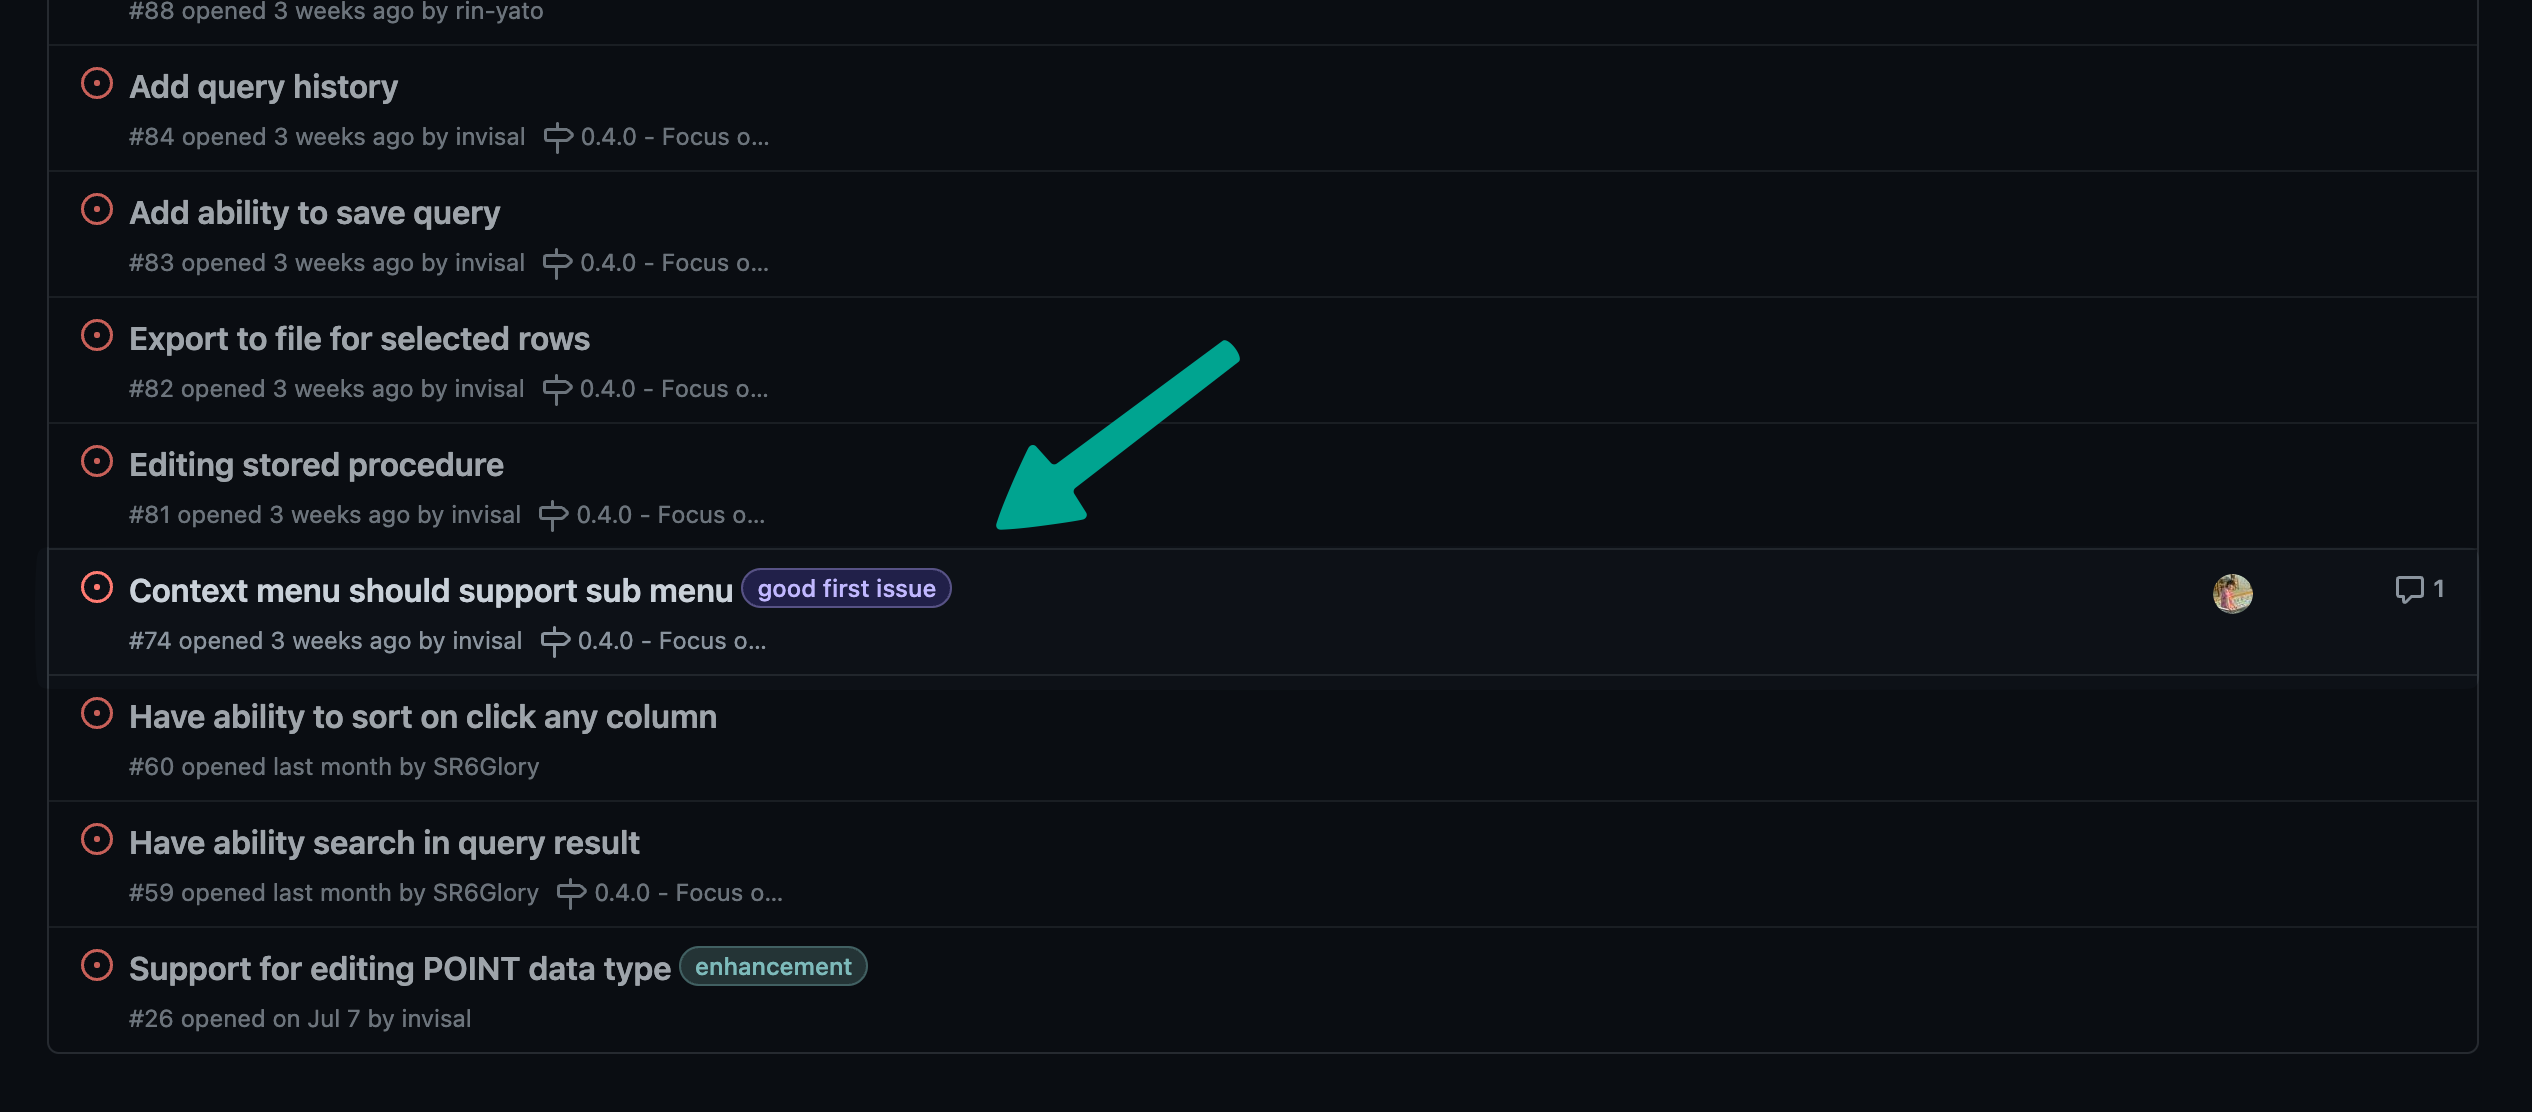 #88 opened 3 weeks ago by rin-yato
Add query history
#84 opened 3 weeks ago by invisal 0.4.0 - Focus o...
Add ability to save query
#83 opened 3 weeks ago by invisal 0.4.0 - Focus o...
Export to file for selected rows
#82 opened 3 weeks ago by invisal 0.4.0 - Focus o...
Editing stored procedure
#81 opened 3 weeks ago by invisal 0.4.0 - Focus o...
Context menu should support sub menu good first issue 1
#74 opened 3 weeks ago by invisal 0.4.0 - Focus o...
Have ability to sort on click any column
#60 opened last month by SR6Glory
Have ability search in query result
#59 opened last month by SR6Glory 0.4.0 - Focus o...
Support for editing POINT data type enhancement
#26 opened on Jul 7 by invisal